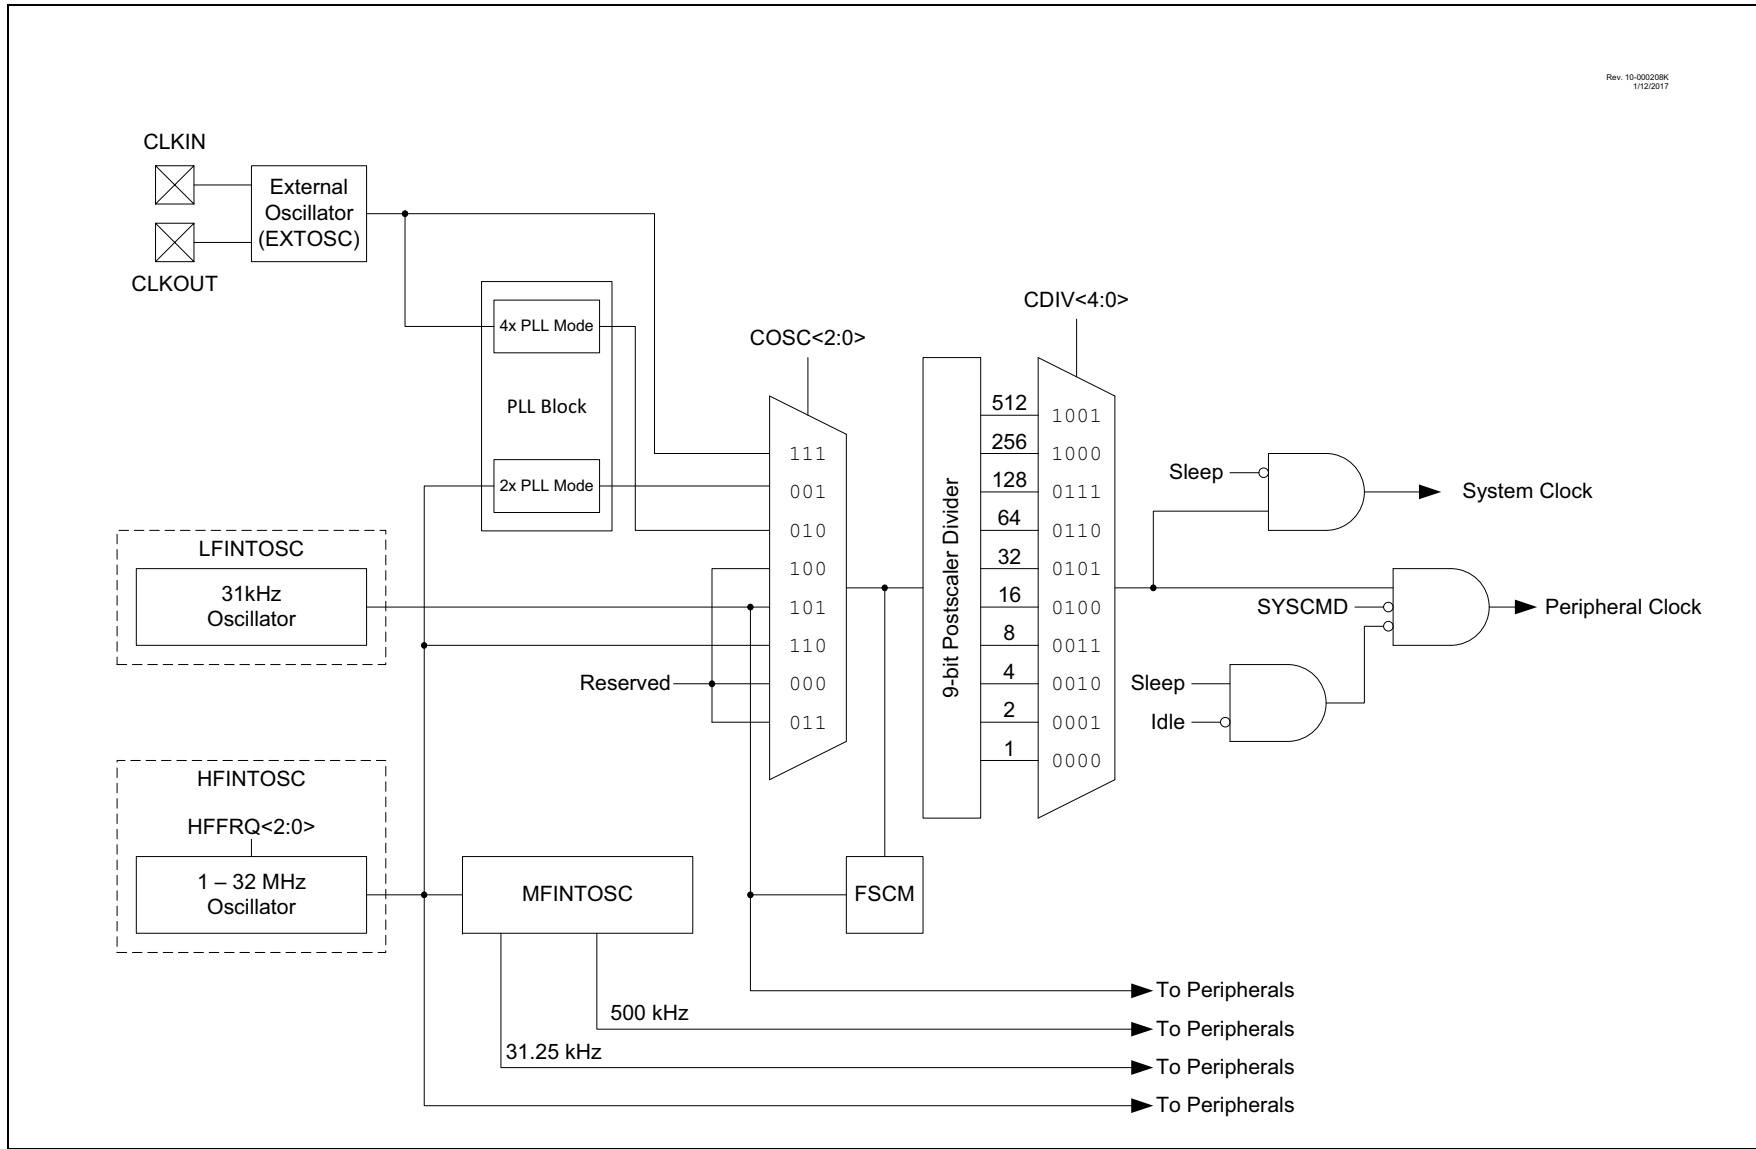 Rev. 10-000208K
1/12/2017
CLKIN
External
Oscillator
(EXTOSC)
CLKOUT
4x PLL Mode
PLL Block
2x PLL Mode
COSC<2:0>
CDIV<4:0>
LFINTOSC
31kHz
Oscillator
Reserved
HFINTOSC
HFFRQ<2:0>
1 – 32 MHz
Oscillator
MFINTOSC
FSCM
111
001
010
100
101
110
000
011
9-bit Postscaler Divider
512
256
128
64
32
16
8
4
2
1
1001
1000
0111
0110
0101
0100
0011
0010
0001
0000
Sleep
System Clock
SYSCMD
Peripheral Clock
Sleep
Idle
To Peripherals
500 kHz
To Peripherals
31.25 kHz
To Peripherals
To Peripherals